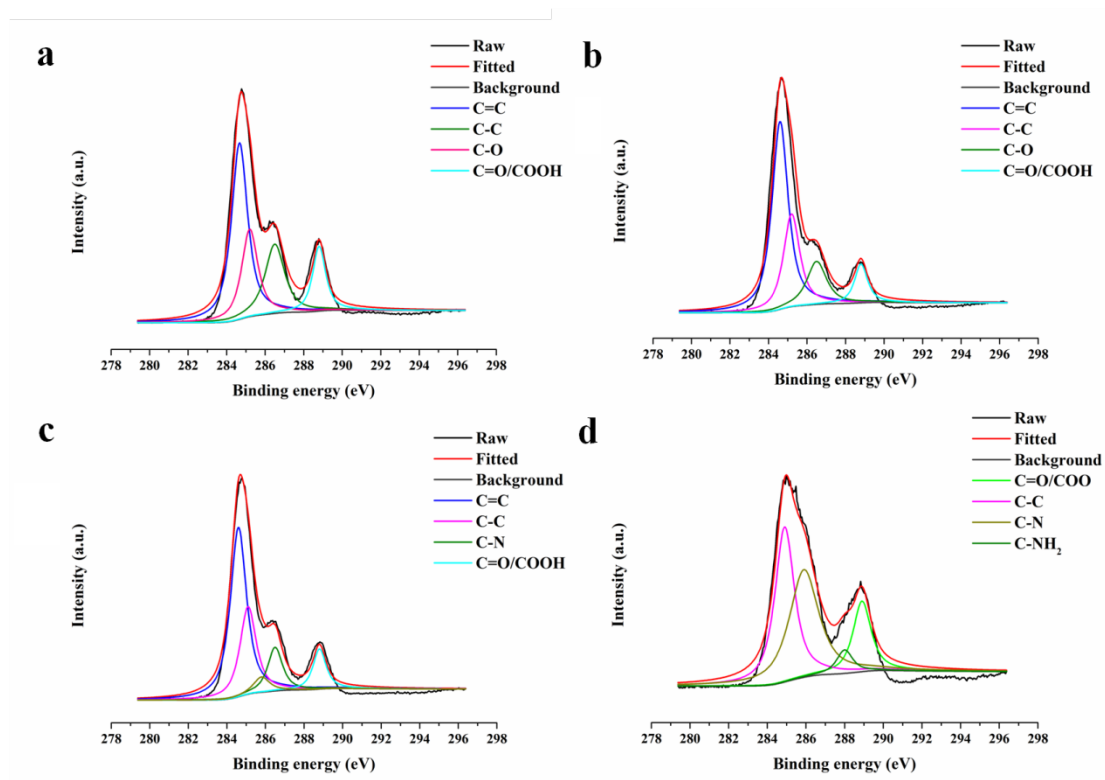 a
Raw
Fitted
Background
C=C
C-C
C-O
C=O/COOH
Intensity (a.u.)
278 280 282 284 286 288 290 292 294 296 298
Binding energy (eV)
b
Raw
Fitted
Background
C=C
C-C
C-O
C=O/COOH
Intensity (a.u.)
278 280 282 284 286 288 290 292 294 296 298
Binding energy (eV)
c
Raw
Fitted
Background
C=C
C-C
C-N
C=O/COOH
Intensity (a.u.)
278 280 282 284 286 288 290 292 294 296 298
Binding energy (eV)
d
Raw
Fitted
Background
C=O/COO
C-C
C-N
C-NH₂
Intensity (a.u.)
278 280 282 284 286 288 290 292 294 296 298
Binding energy (eV)